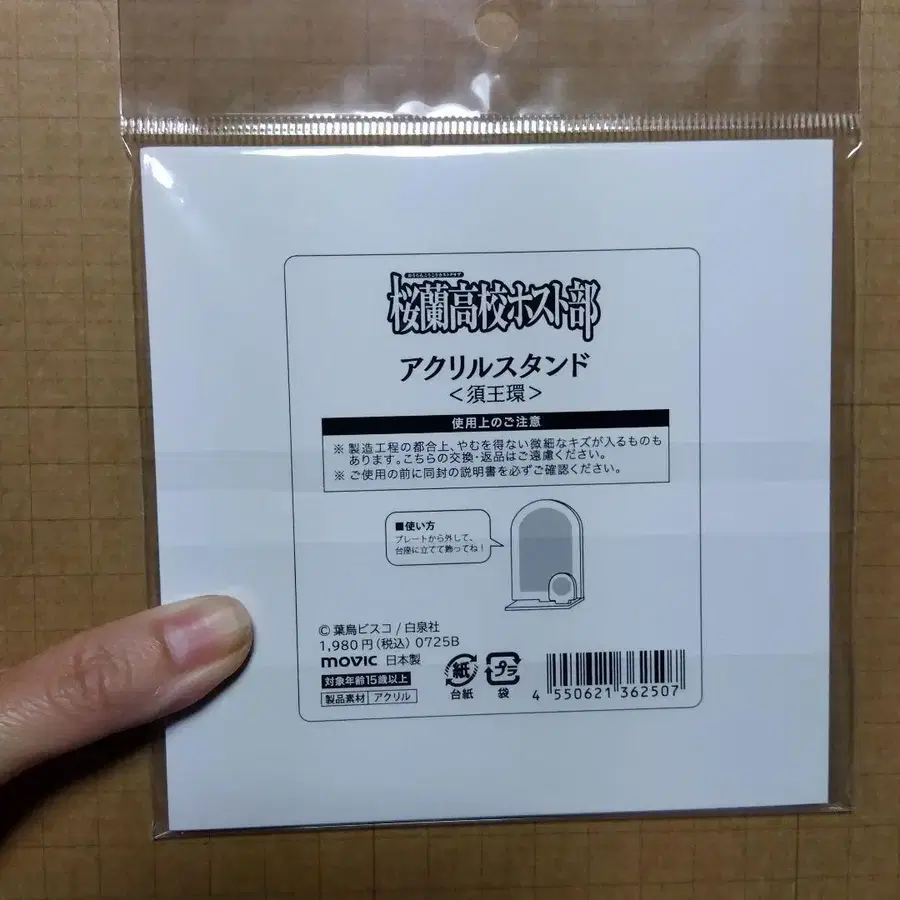 おうらんこうこうホストクラブ
桜蘭高校ホスト部
アクリルスタンド
<須王環>
使用上のご注意
※ 製造工程の都合上、やむを得ない微細なキズが入るものも
あります。こちらの交換・返品はご遠慮ください。
※ ご使用の前に同封の説明書を必ずご確認ください。
■使い方
プレートから外して、
台座に立てて飾ってね!
© 葉鳥ビスコ / 白泉社
1,980円(税込) 0725B
movic 日本製
対象年齢15歳以上
製品素材 アクリル
紙
台紙
プラ
袋
4 550621 362507